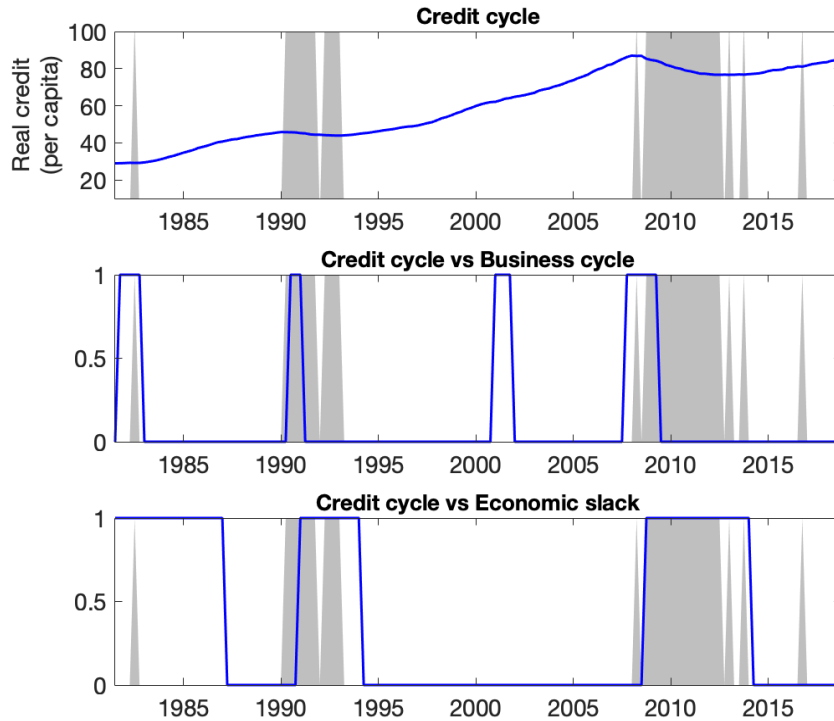 Credit cycle
Real credit
(per capita)
100
80
60
40
20
1985 1990 1995 2000 2005 2010 2015
Credit cycle vs Business cycle
1
0.5
0
1985 1990 1995 2000 2005 2010 2015
Credit cycle vs Economic slack
1
0.5
0
1985 1990 1995 2000 2005 2010 2015